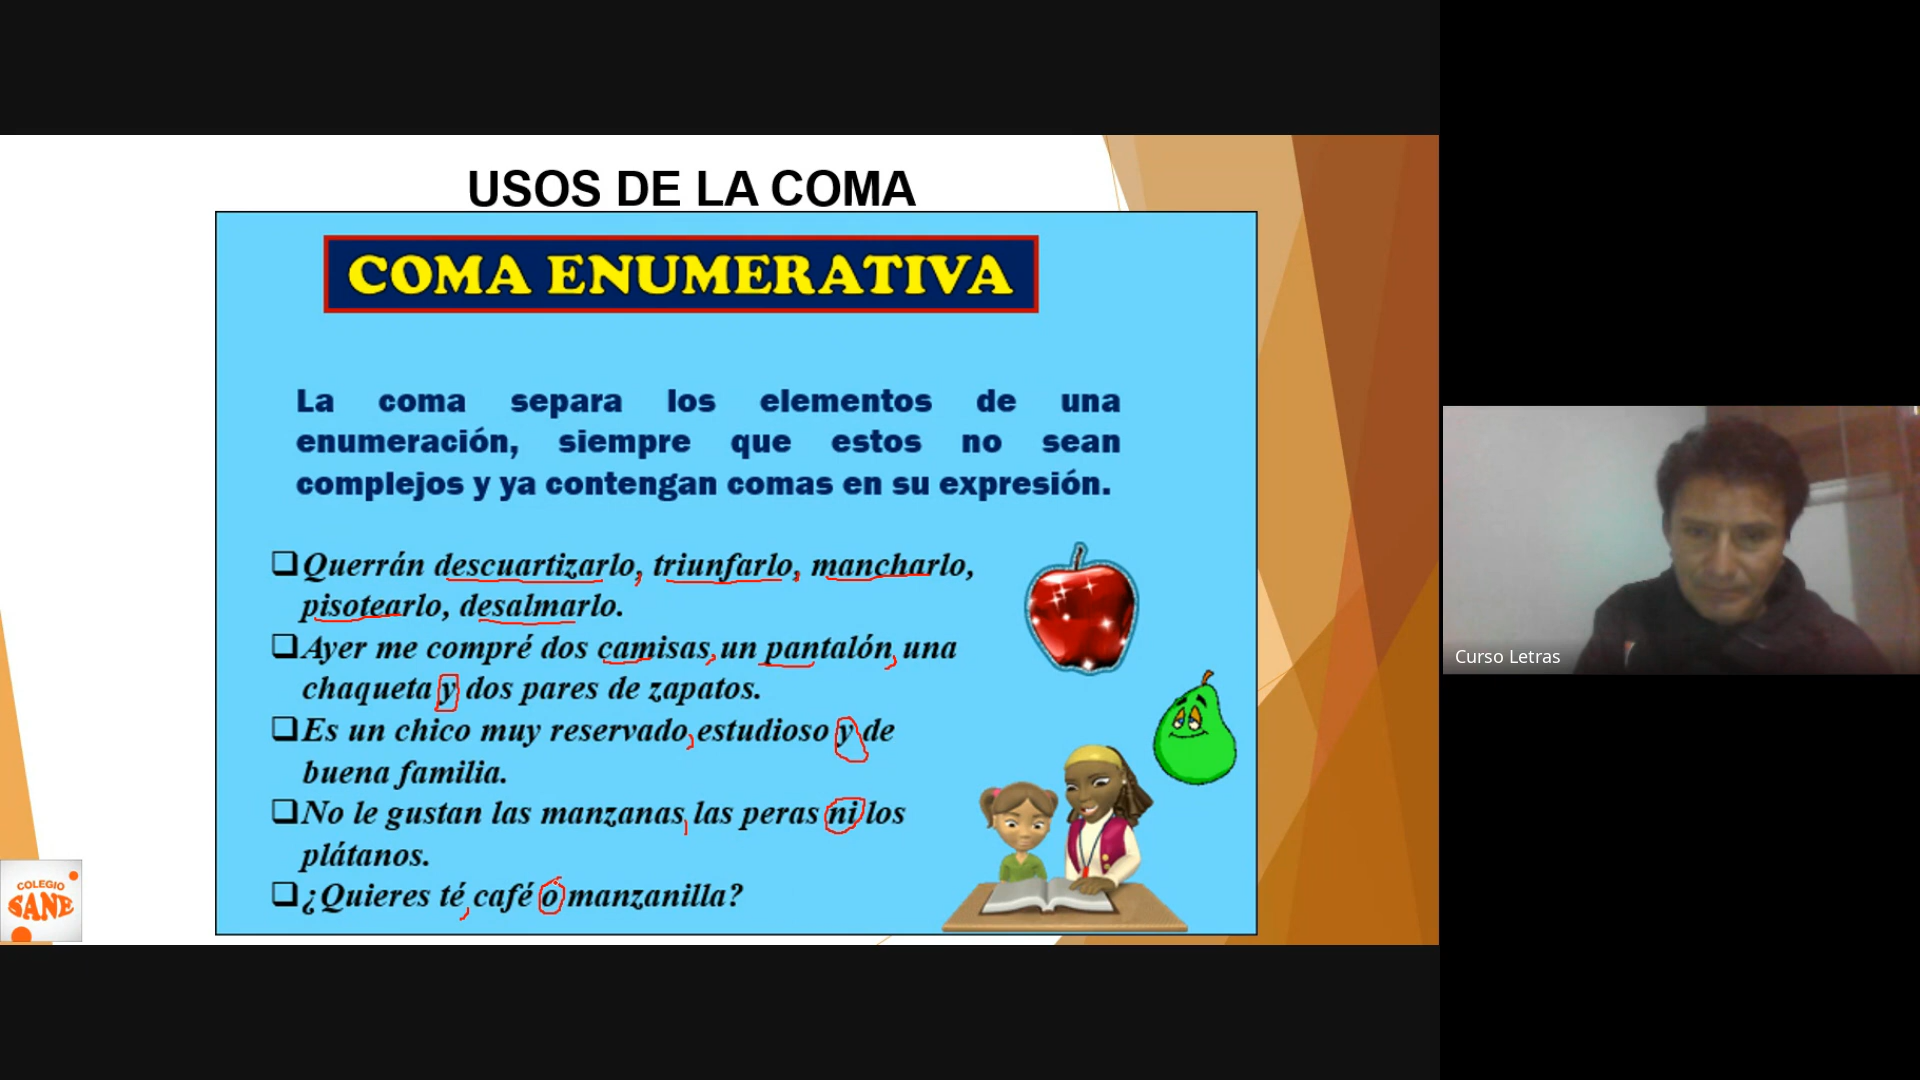 USOS DE LA COMA
COMA ENUMERATIVA
La coma separa los elementos de una
enumeración, siempre que estos no sean
complejos y ya contengan comas en su expresión.
❑Querrán descuartizarlo, triunfarlo, mancharlo,
pisotearlo, desalmarlo.
❑Ayer me compré dos camisas, un pantalón, una
chaqueta y dos pares de zapatos.
❑Es un chico muy reservado, estudioso y de
buena familia.
❑No le gustan las manzanas, las peras ni los
plátanos.
❑¿Quieres té, café o manzanilla?
COLEGIO
SANE
Curso Letras